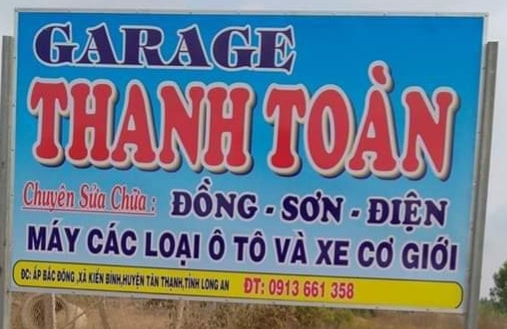 GARAGE
THANH TOÀN
Chuyên Sửa Chữa : ĐỒNG - SƠN - ĐIỆN
MÁY CÁC LOẠI Ô TÔ VÀ XE CƠ GIỚI
ĐC: ẤP BẮC ĐÔNG ,XÃ KIẾN BÌNH,HUYỆN TÂN THẠNH,TỈNH LONG AN ĐT: 0913 661 358